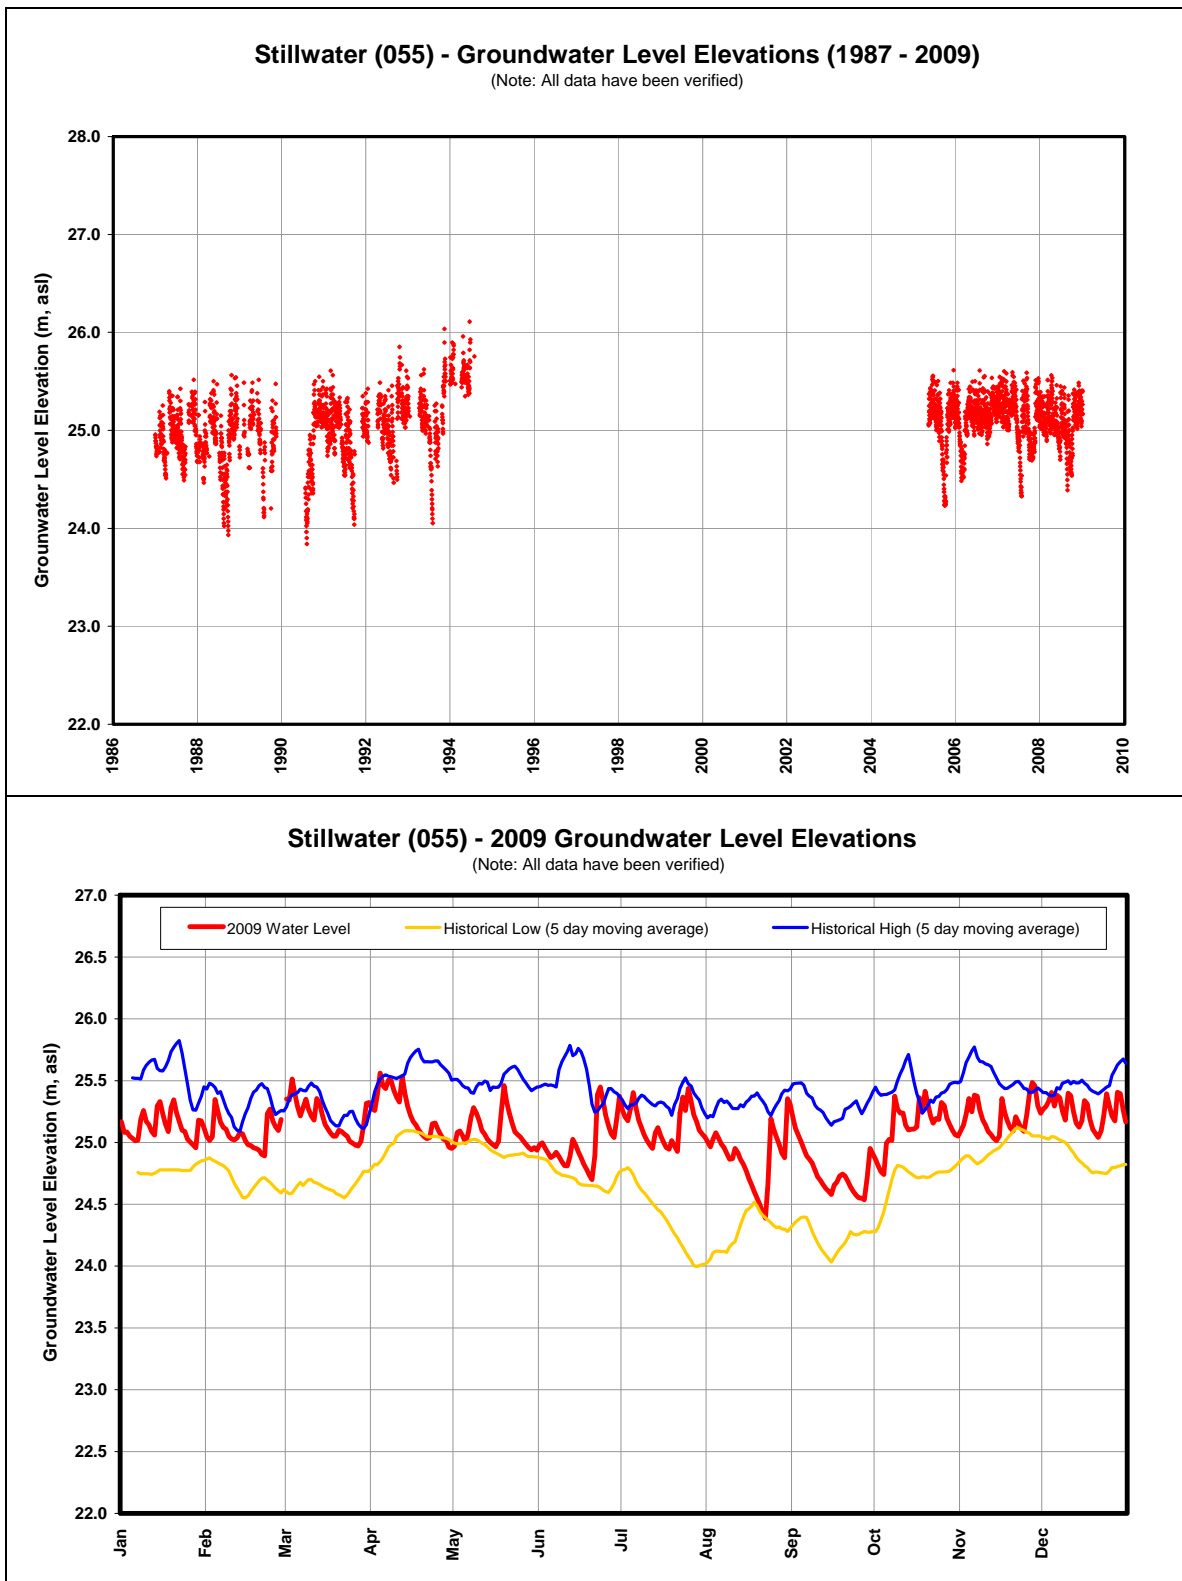 Stillwater (055) - Groundwater Level Elevations (1987 - 2009)
(Note: All data have been verified)
Grounwater Level Elevation (m, asl)
28.0
27.0
26.0
25.0
24.0
23.0
22.0
1986
1988
1990
1992
1994
1996
1998
2000
2002
2004
2006
2008
2010
Stillwater (055) - 2009 Groundwater Level Elevations
(Note: All data have been verified)
Groundwater Level Elevation (m, asl)
27.0
26.5
26.0
25.5
25.0
24.5
24.0
23.5
23.0
22.5
22.0
2009 Water Level
Historical Low (5 day moving average)
Historical High (5 day moving average)
Jan
Feb
Mar
Apr
May
Jun
Jul
Aug
Sep
Oct
Nov
Dec